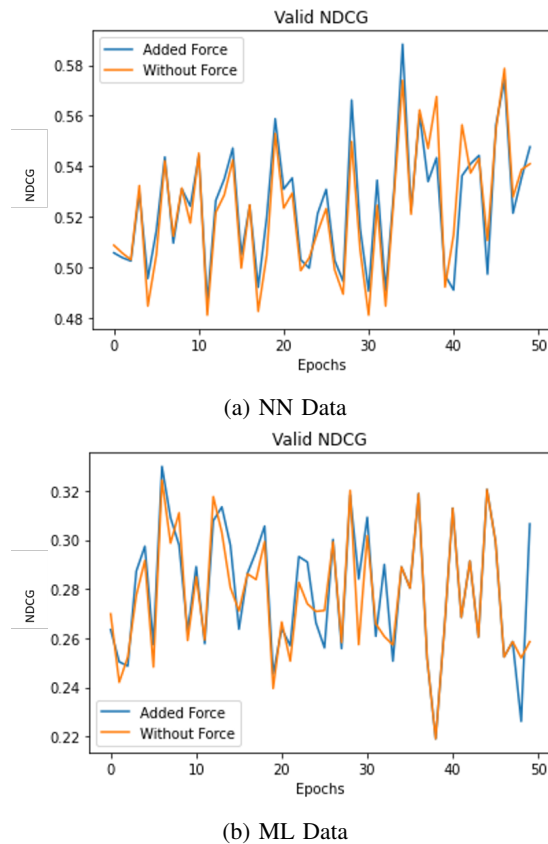 Valid NDCG
Added Force
Without Force
0.58
0.56
0.54
0.52
0.50
0.48
NDCG
0
10
20
30
40
50
Epochs
(a) NN Data
Valid NDCG
0.32
0.30
0.28
0.26
0.24
0.22
NDCG
Added Force
Without Force
0
10
20
30
40
50
Epochs
(b) ML Data